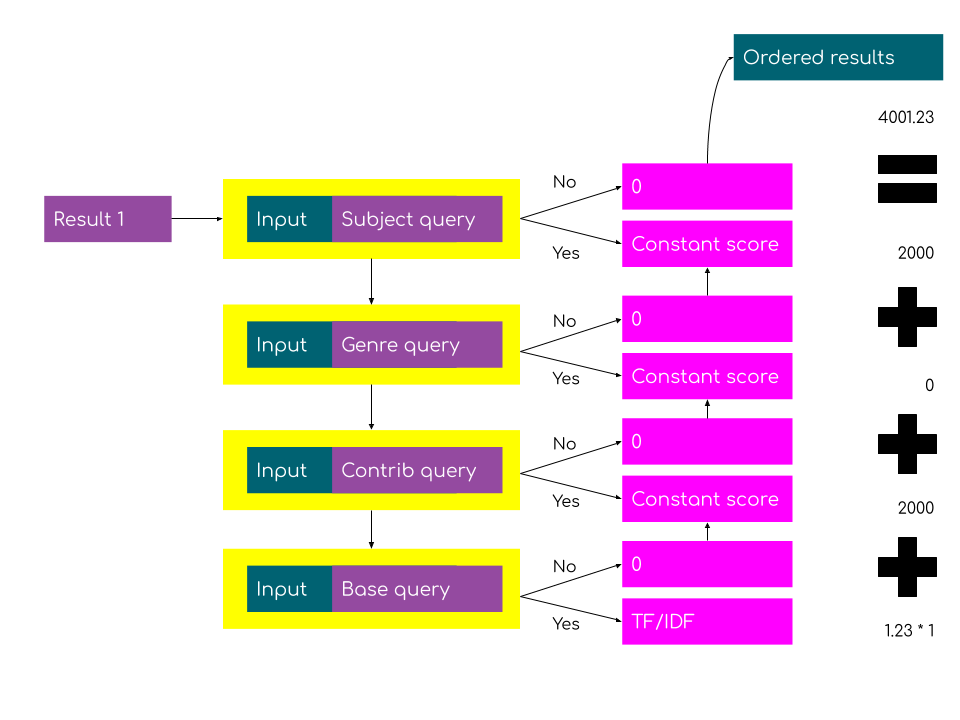 Ordered results
4001.23
Result 1
Input
Subject query
No
0
Yes
Constant score
2000
Input
Genre query
No
0
Yes
Constant score
0
Input
Contrib query
No
0
Yes
Constant score
2000
Input
Base query
No
0
Yes
TF/IDF
1.23 * 1